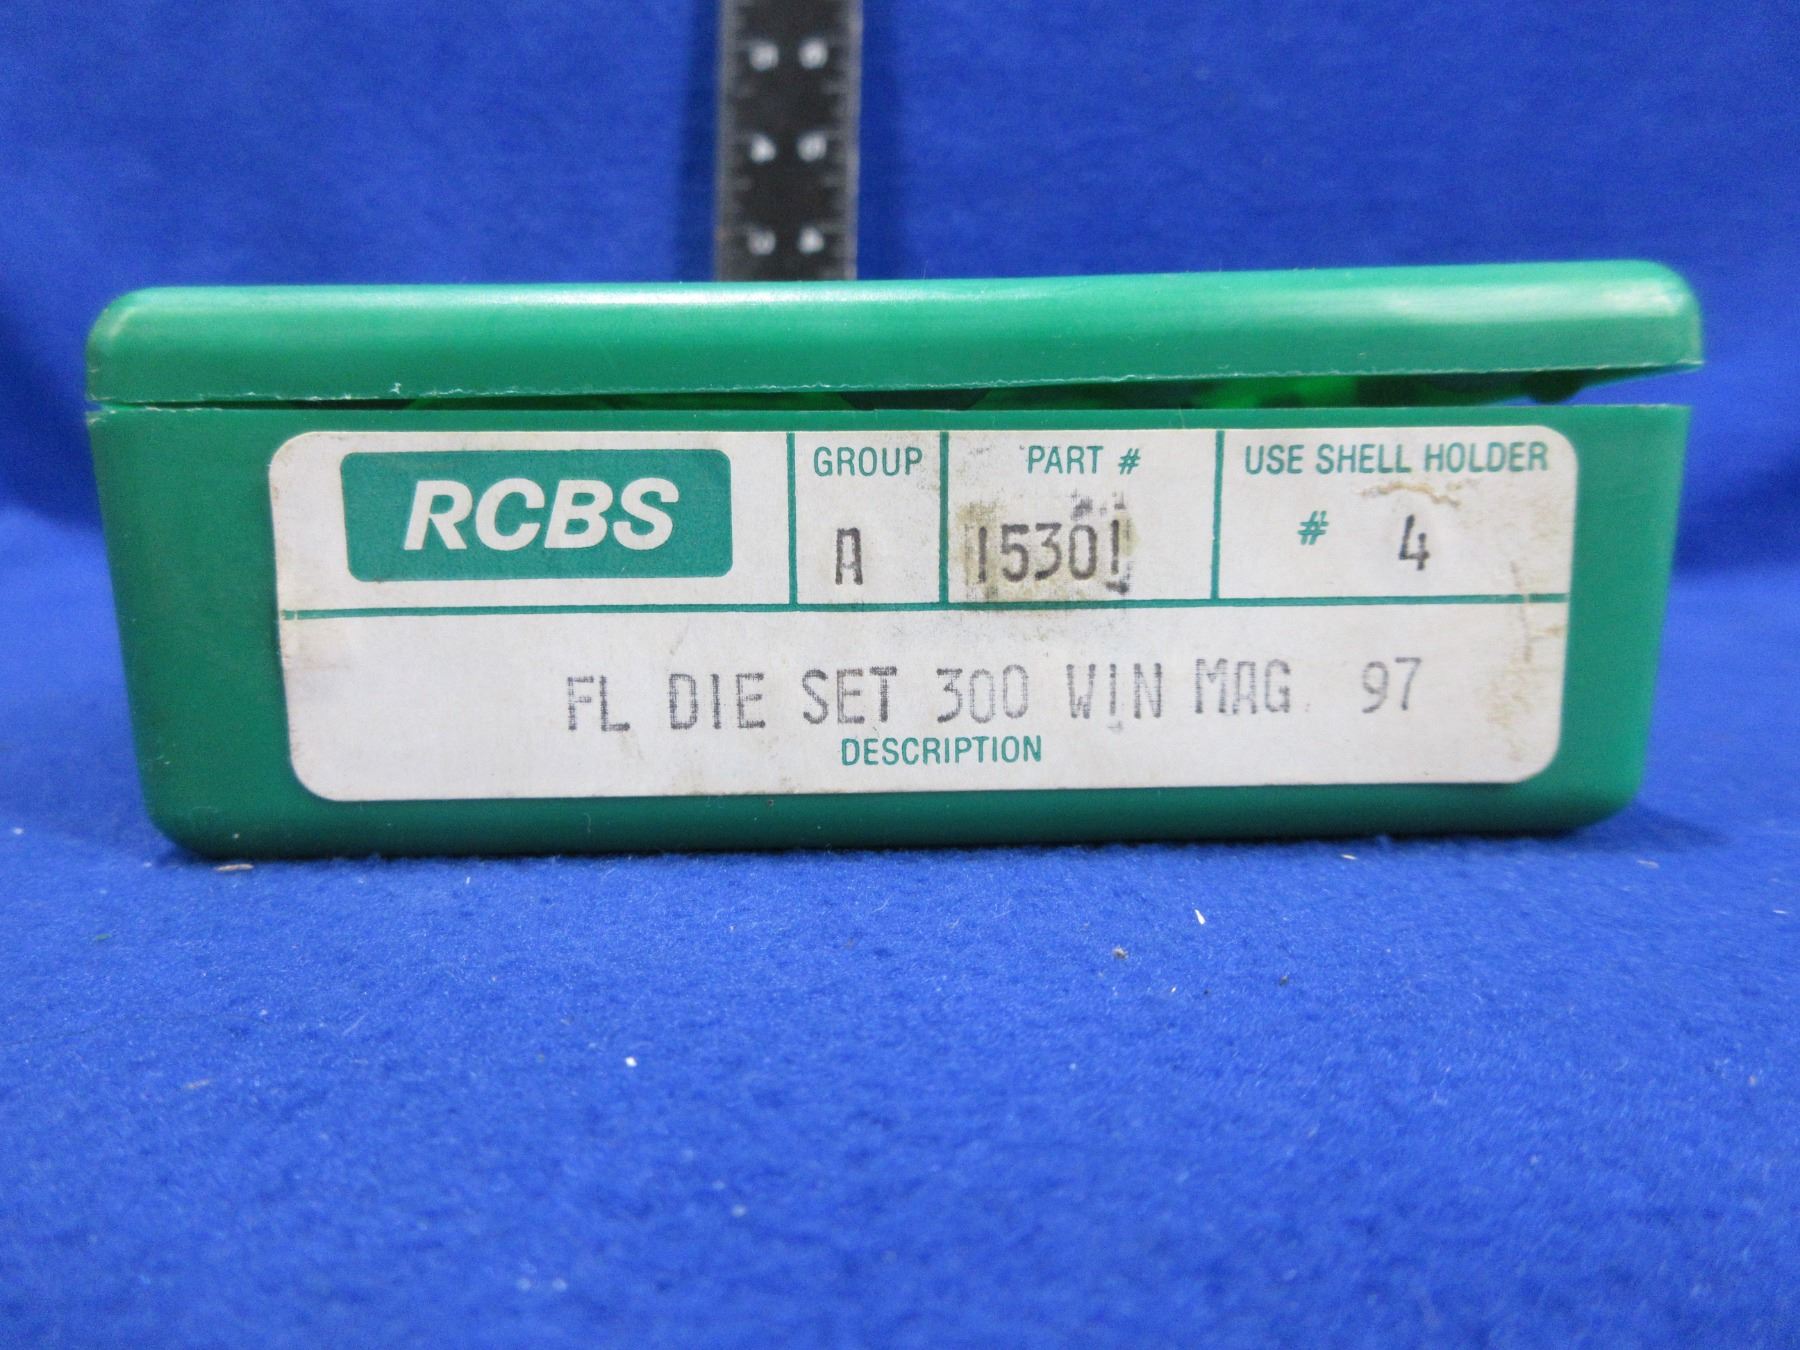 RCBS
GROUP
A
PART #
15301
USE SHELL HOLDER
# 4
FL DIE SET 300 WIN MAG 97
DESCRIPTION